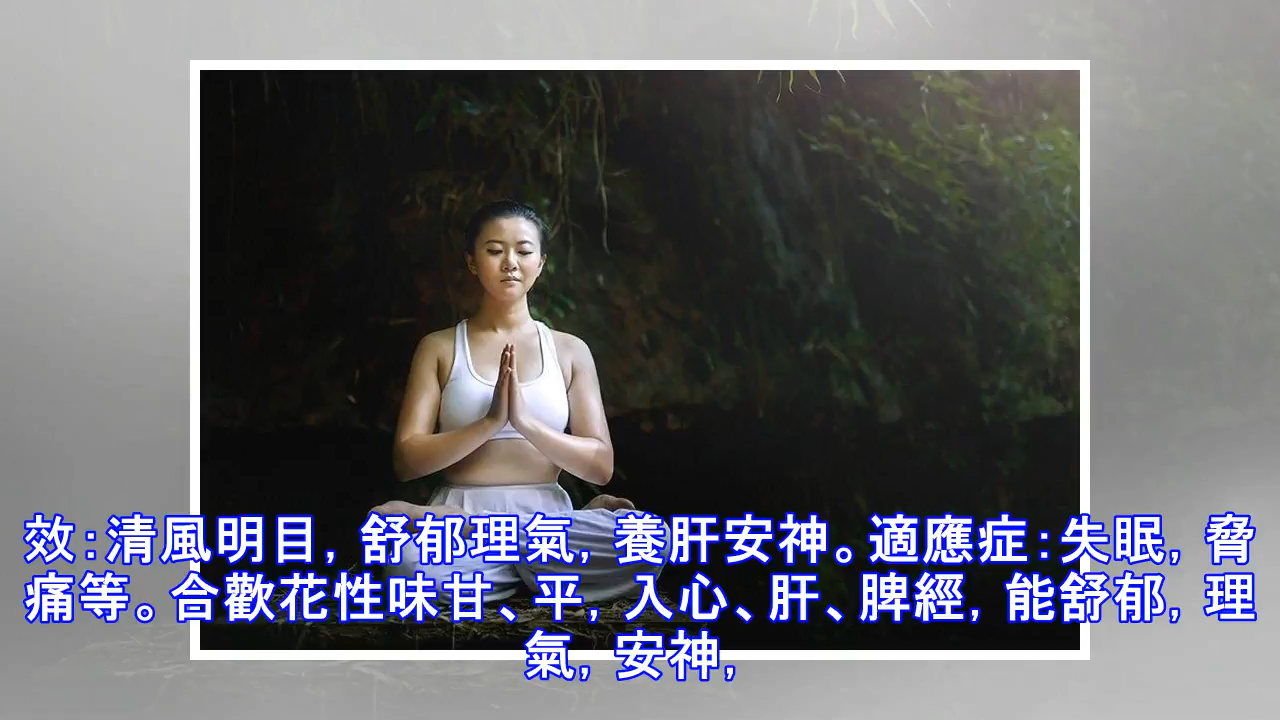 效：清風明目，舒郁理氣，養肝安神。適應症：失眠，脅
痛等。合歡花性味甘、平，入心、肝、脾經，能舒郁，理
氣，安神，